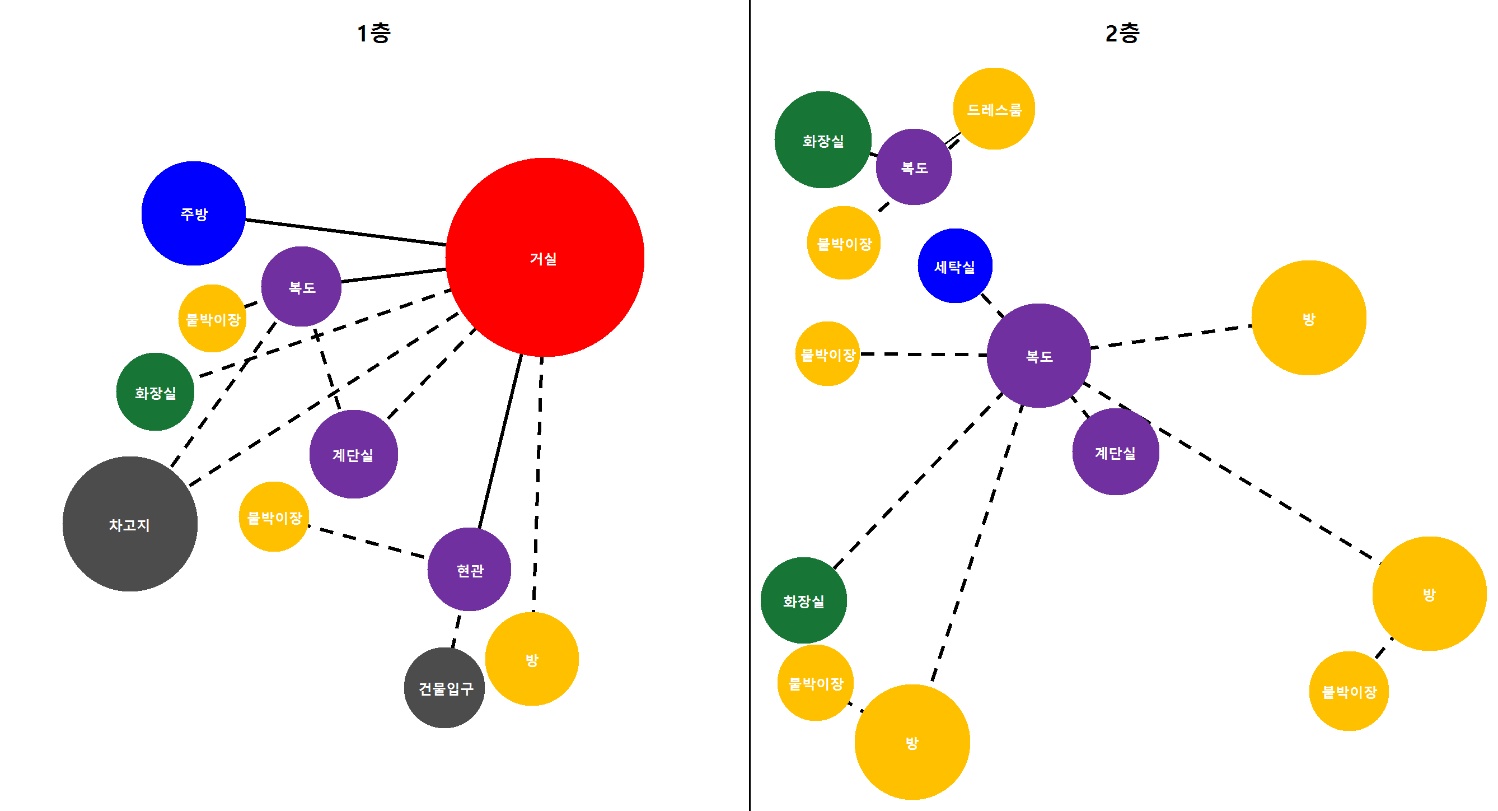 1층
주방
거실
복도
붙박이장
화장실
계단실
차고지
붙박이장
현관
방
건물입구
2층
드레스룸
화장실
복도
붙박이장
세탁실
방
붙박이장
복도
계단실
화장실
방
붙박이장
붙박이장
방